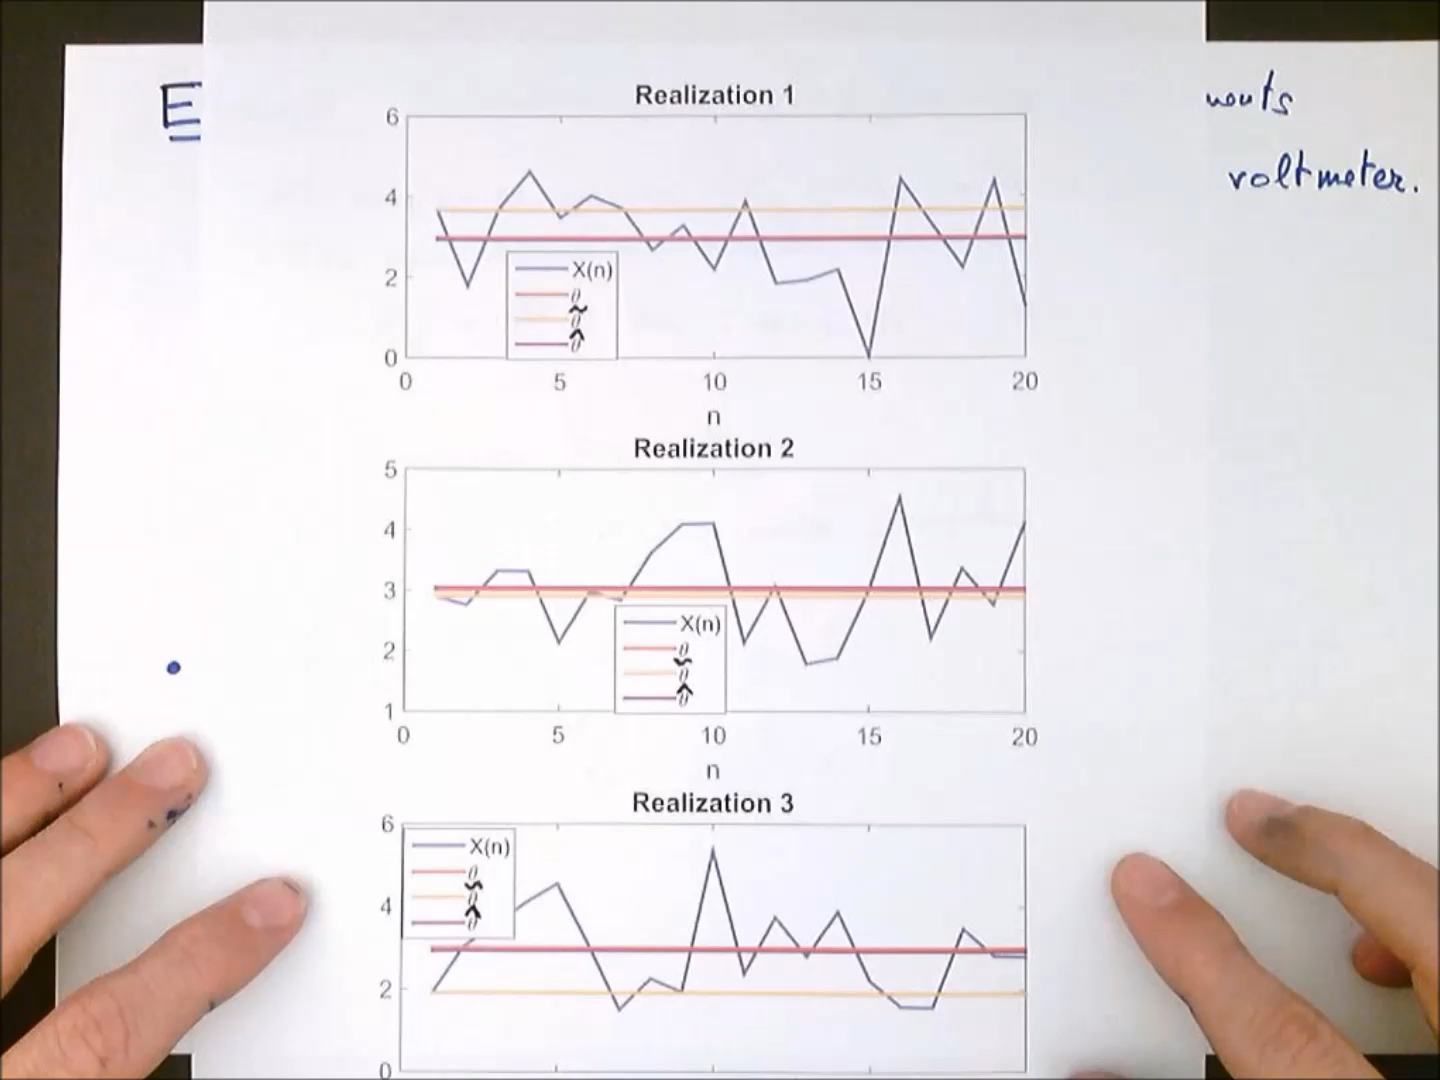 E
nouts
voltmeter.
Realization 1
6
4
2
0
X(n)
θ
θ̃
θ̂
0 5 10 15 20
n
Realization 2
5
4
3
2
1
X(n)
θ
θ̃
θ̂
0 5 10 15 20
n
Realization 3
6
4
2
0
X(n)
θ
θ̃
θ̂